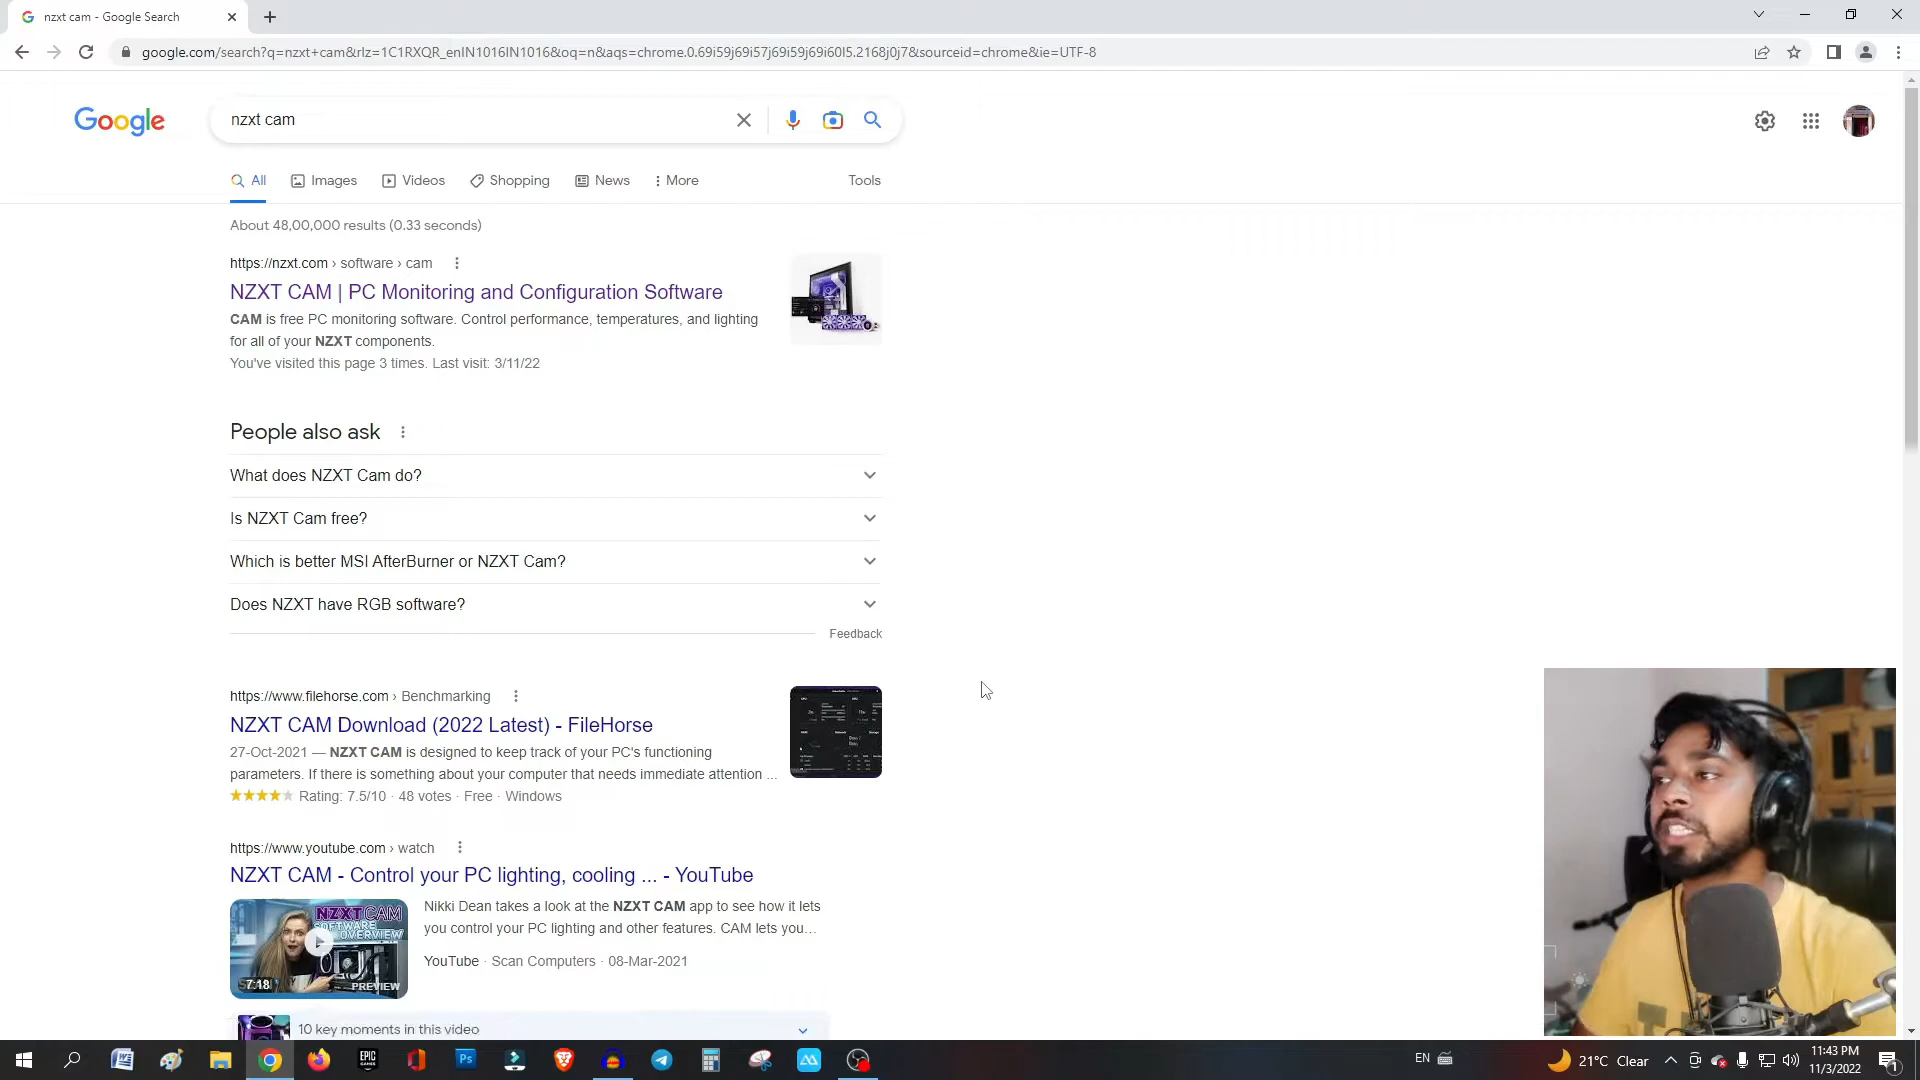 nzxt cam - Google Search
google.com/search?q=nzxt+cam&rlz=1C1RXQR_enIN1016IN1016&oq=n&aqs=chrome.0.69i59j69i57j69i59j69i60l5.2168j0j7&sourceid=chrome&ie=UTF-8
Google
nzxt cam
All Images Videos Shopping News More Tools
About 48,00,000 results (0.33 seconds)
https://nzxt.com › software › cam
NZXT CAM | PC Monitoring and Configuration Software
CAM is free PC monitoring software. Control performance, temperatures, and lighting
for all of your NZXT components.
You've visited this page 3 times. Last visit: 3/11/22
People also ask
What does NZXT Cam do?
Is NZXT Cam free?
Which is better MSI AfterBurner or NZXT Cam?
Does NZXT have RGB software?
Feedback
https://www.filehorse.com › Benchmarking
NZXT CAM Download (2022 Latest) - FileHorse
27-Oct-2021 — NZXT CAM is designed to keep track of your PC's functioning
parameters. If there is something about your computer that needs immediate attention ...
Rating: 7.5/10 · 48 votes · Free · Windows
https://www.youtube.com › watch
NZXT CAM - Control your PC lighting, cooling ... - YouTube
Nikki Dean takes a look at the NZXT CAM app to see how it lets
you control your PC lighting and other features. CAM lets you...
YouTube · Scan Computers · 08-Mar-2021
NZXT CAM
SOFTWARE
OVERVIEW
7:18
PREVIEW
10 key moments in this video
EPIC
GAMES
Ps
EN
21°C Clear
11:43 PM
11/3/2022
1